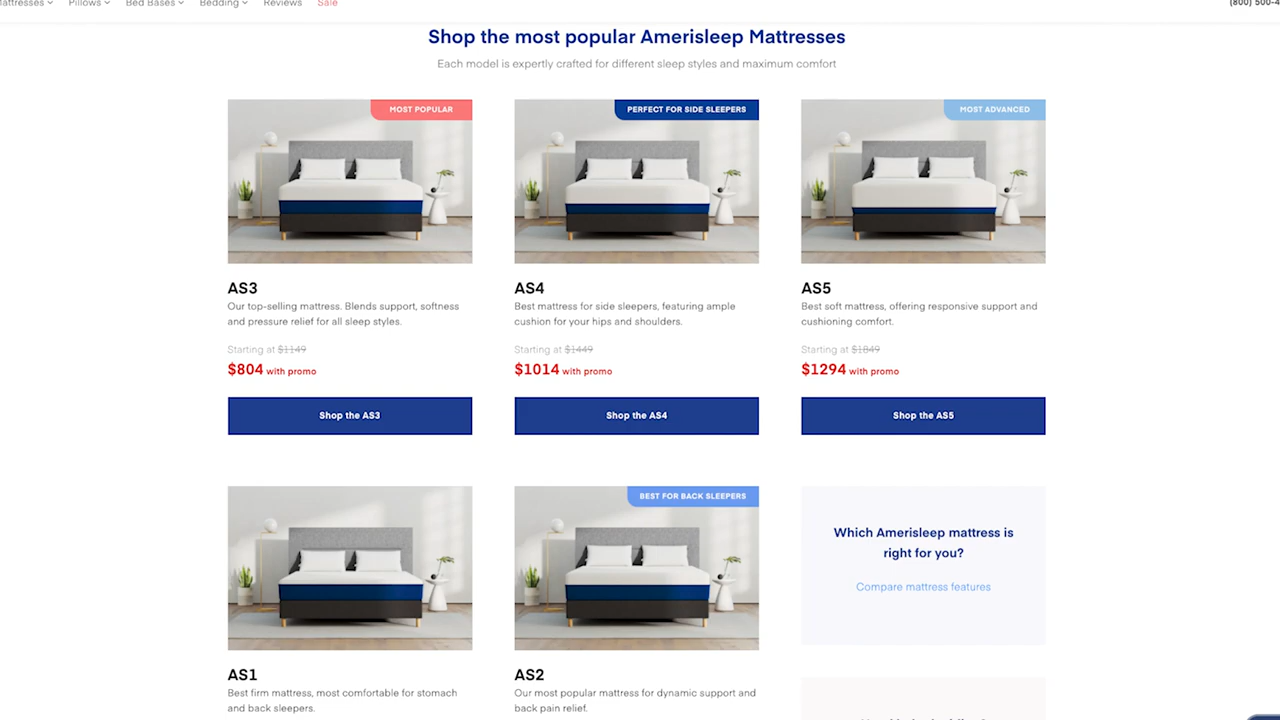 Mattresses
Pillows
Bed Bases
Bedding
Reviews
Sale
(800) 500-4
Shop the most popular Amerisleep Mattresses
Each model is expertly crafted for different sleep styles and maximum comfort
MOST POPULAR
PERFECT FOR SIDE SLEEPERS
MOST ADVANCED
AS3
Our top-selling mattress. Blends support, softness
and pressure relief for all sleep styles.
Starting at $1149
$804 with promo
Shop the AS3
AS4
Best mattress for side sleepers, featuring ample
cushion for your hips and shoulders.
Starting at $1449
$1014 with promo
Shop the AS4
AS5
Best soft mattress, offering responsive support and
cushioning comfort.
Starting at $1849
$1294 with promo
Shop the AS5
AS1
Best firm mattress, most comfortable for stomach
and back sleepers.
BEST FOR BACK SLEEPERS
AS2
Our most popular mattress for dynamic support and
back pain relief.
Which Amerisleep mattress is
right for you?
Compare mattress features